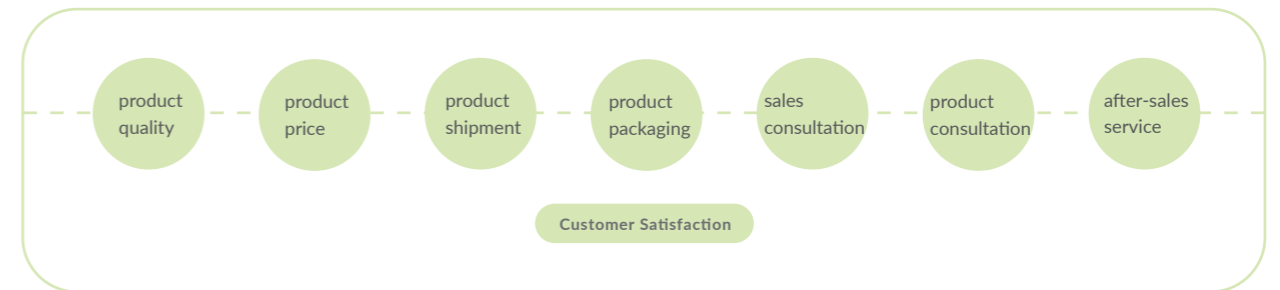 product
quality
product
price
product
shipment
product
packaging
sales
consultation
product
consultation
after-sales
service
Customer Satisfaction